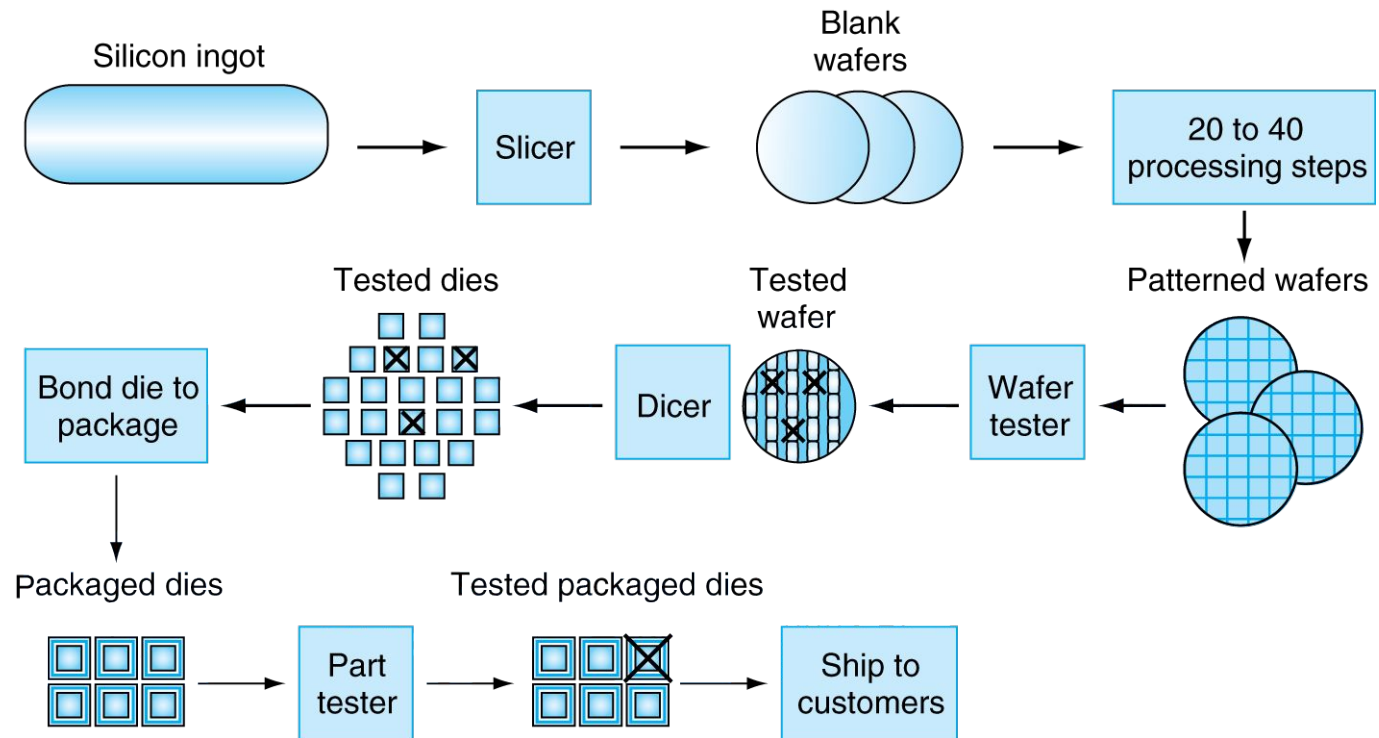 Silicon ingot
Slicer
Blank
wafers
20 to 40
processing steps
Patterned wafers
Wafer
tester
Tested
wafer
Dicer
Tested dies
Bond die to
package
Packaged dies
Part
tester
Tested packaged dies
Ship to
customers